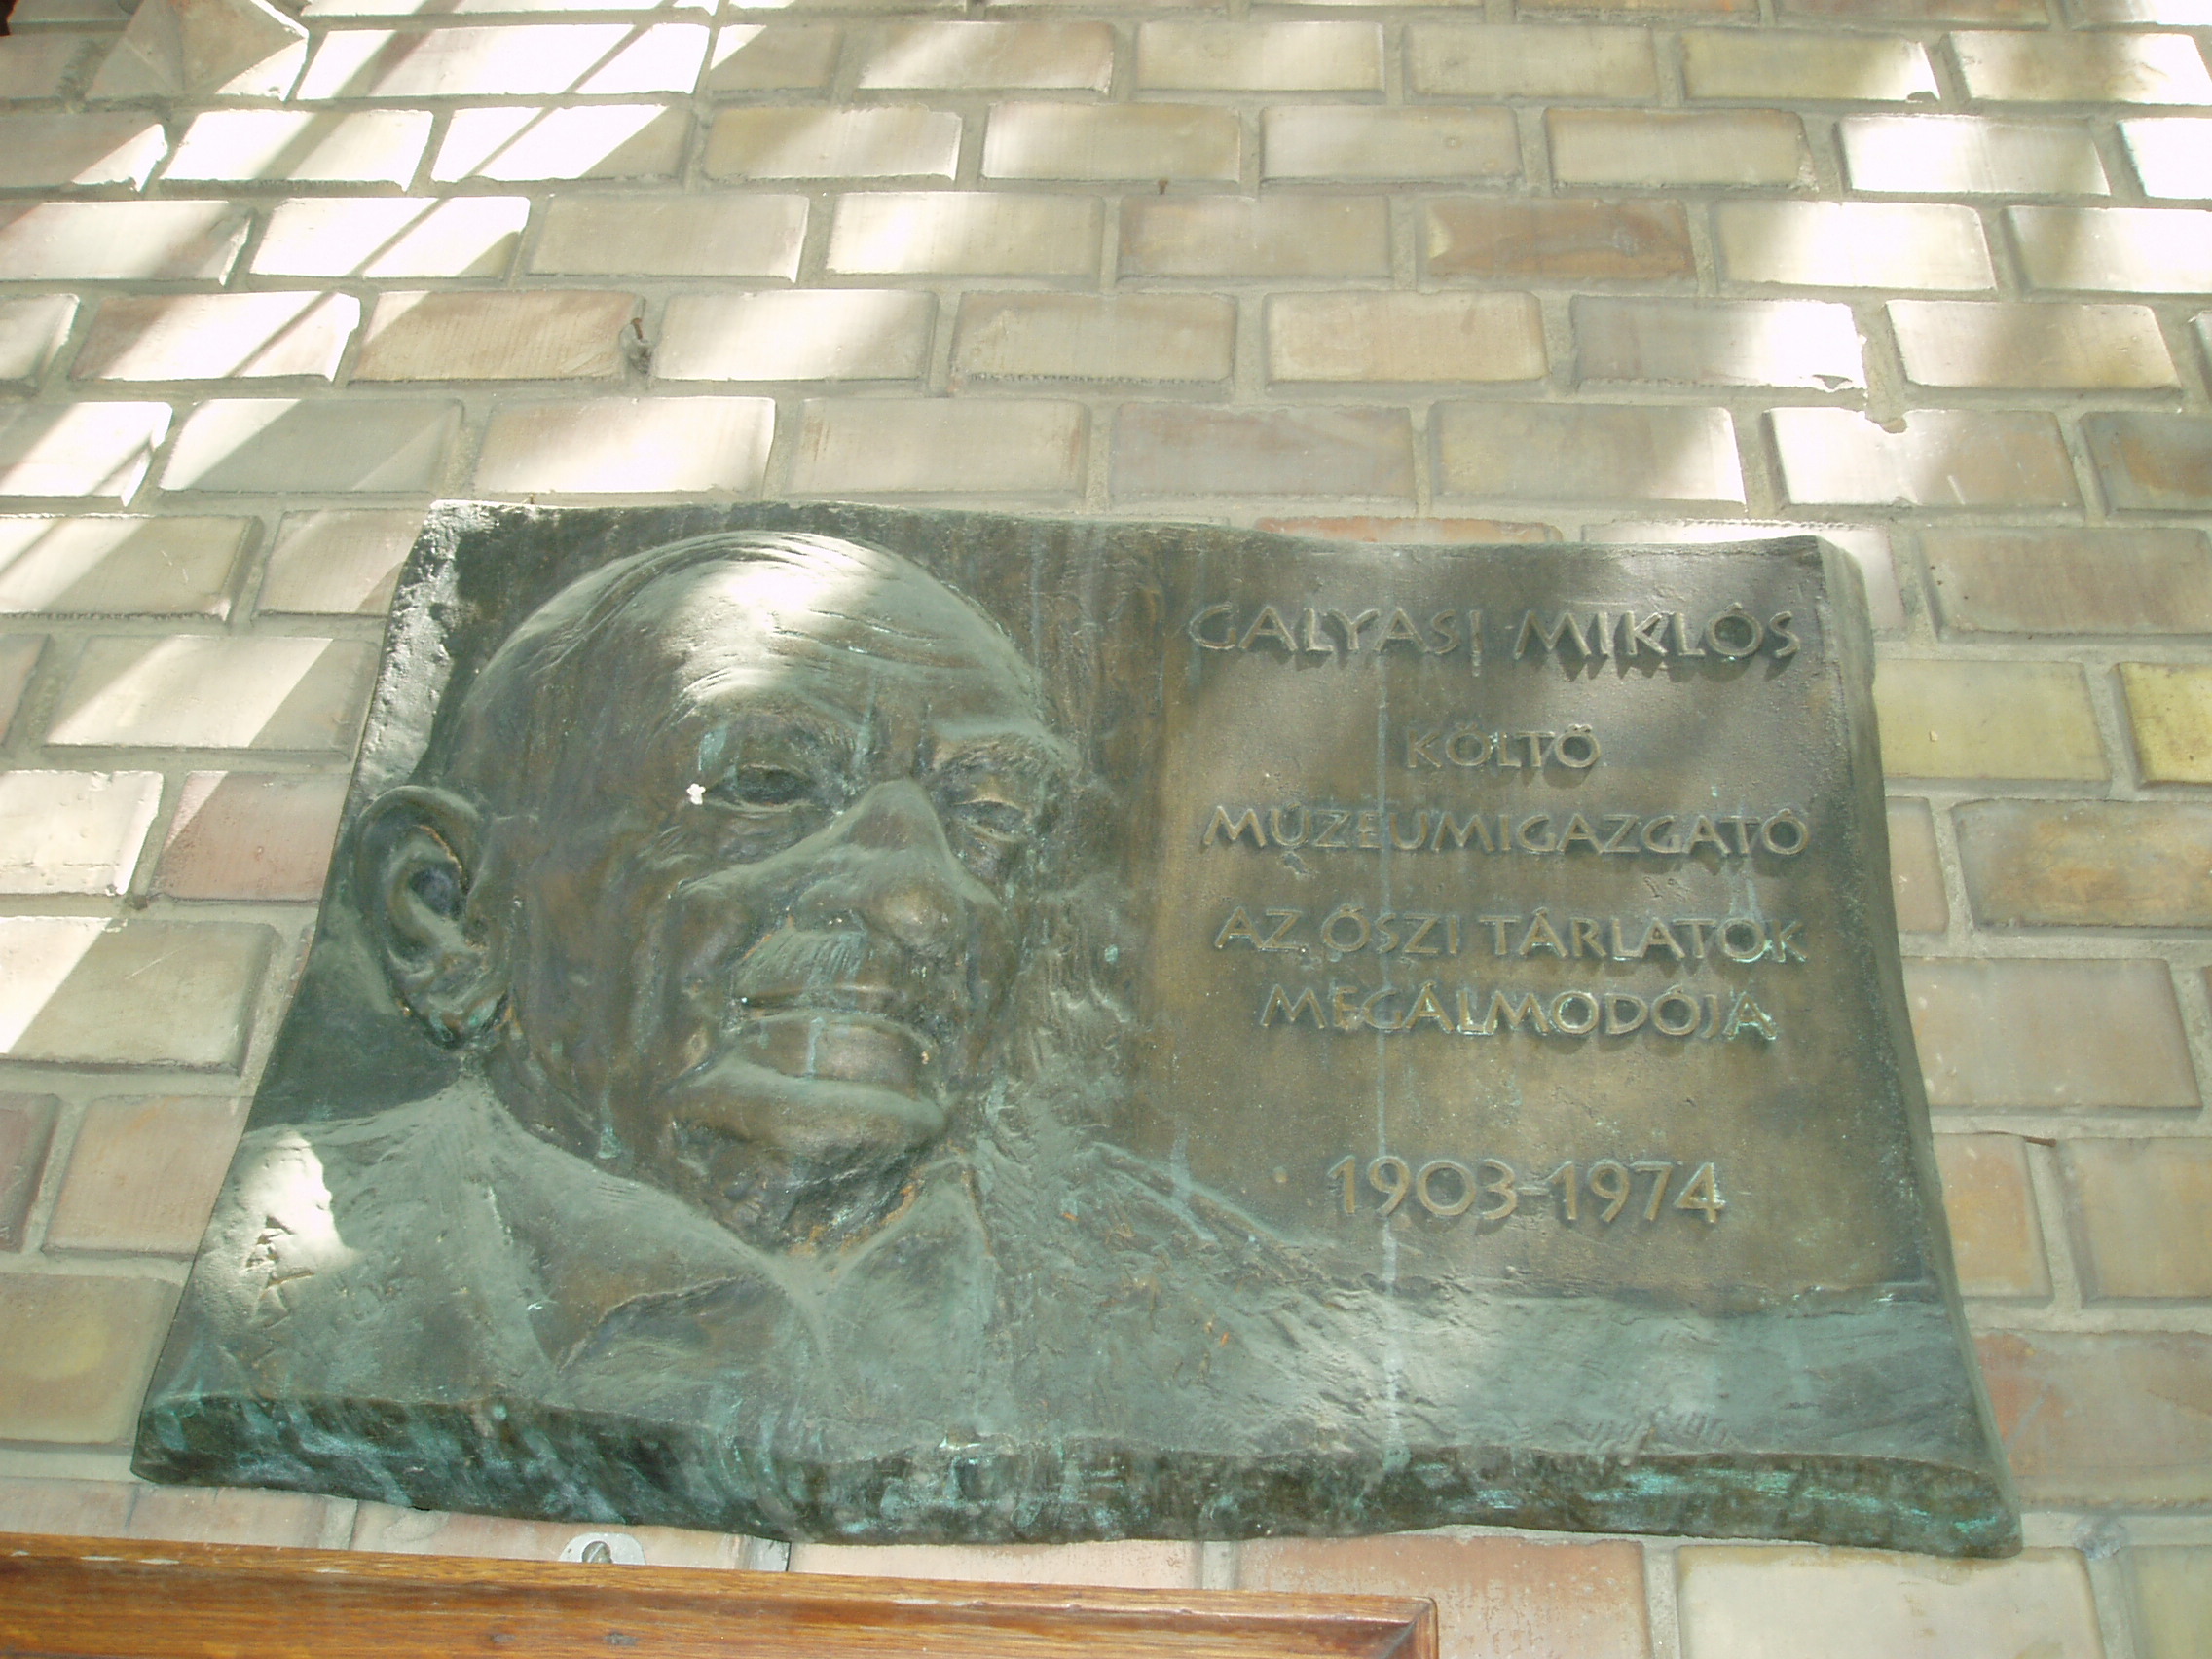 GALYASI MIKLÓS
KÖLTŐ
MÚZEUMIGAZGATÓ
AZ ŐSZI TÁRLATOK
MEGÁLMODÓJA
1903-1974